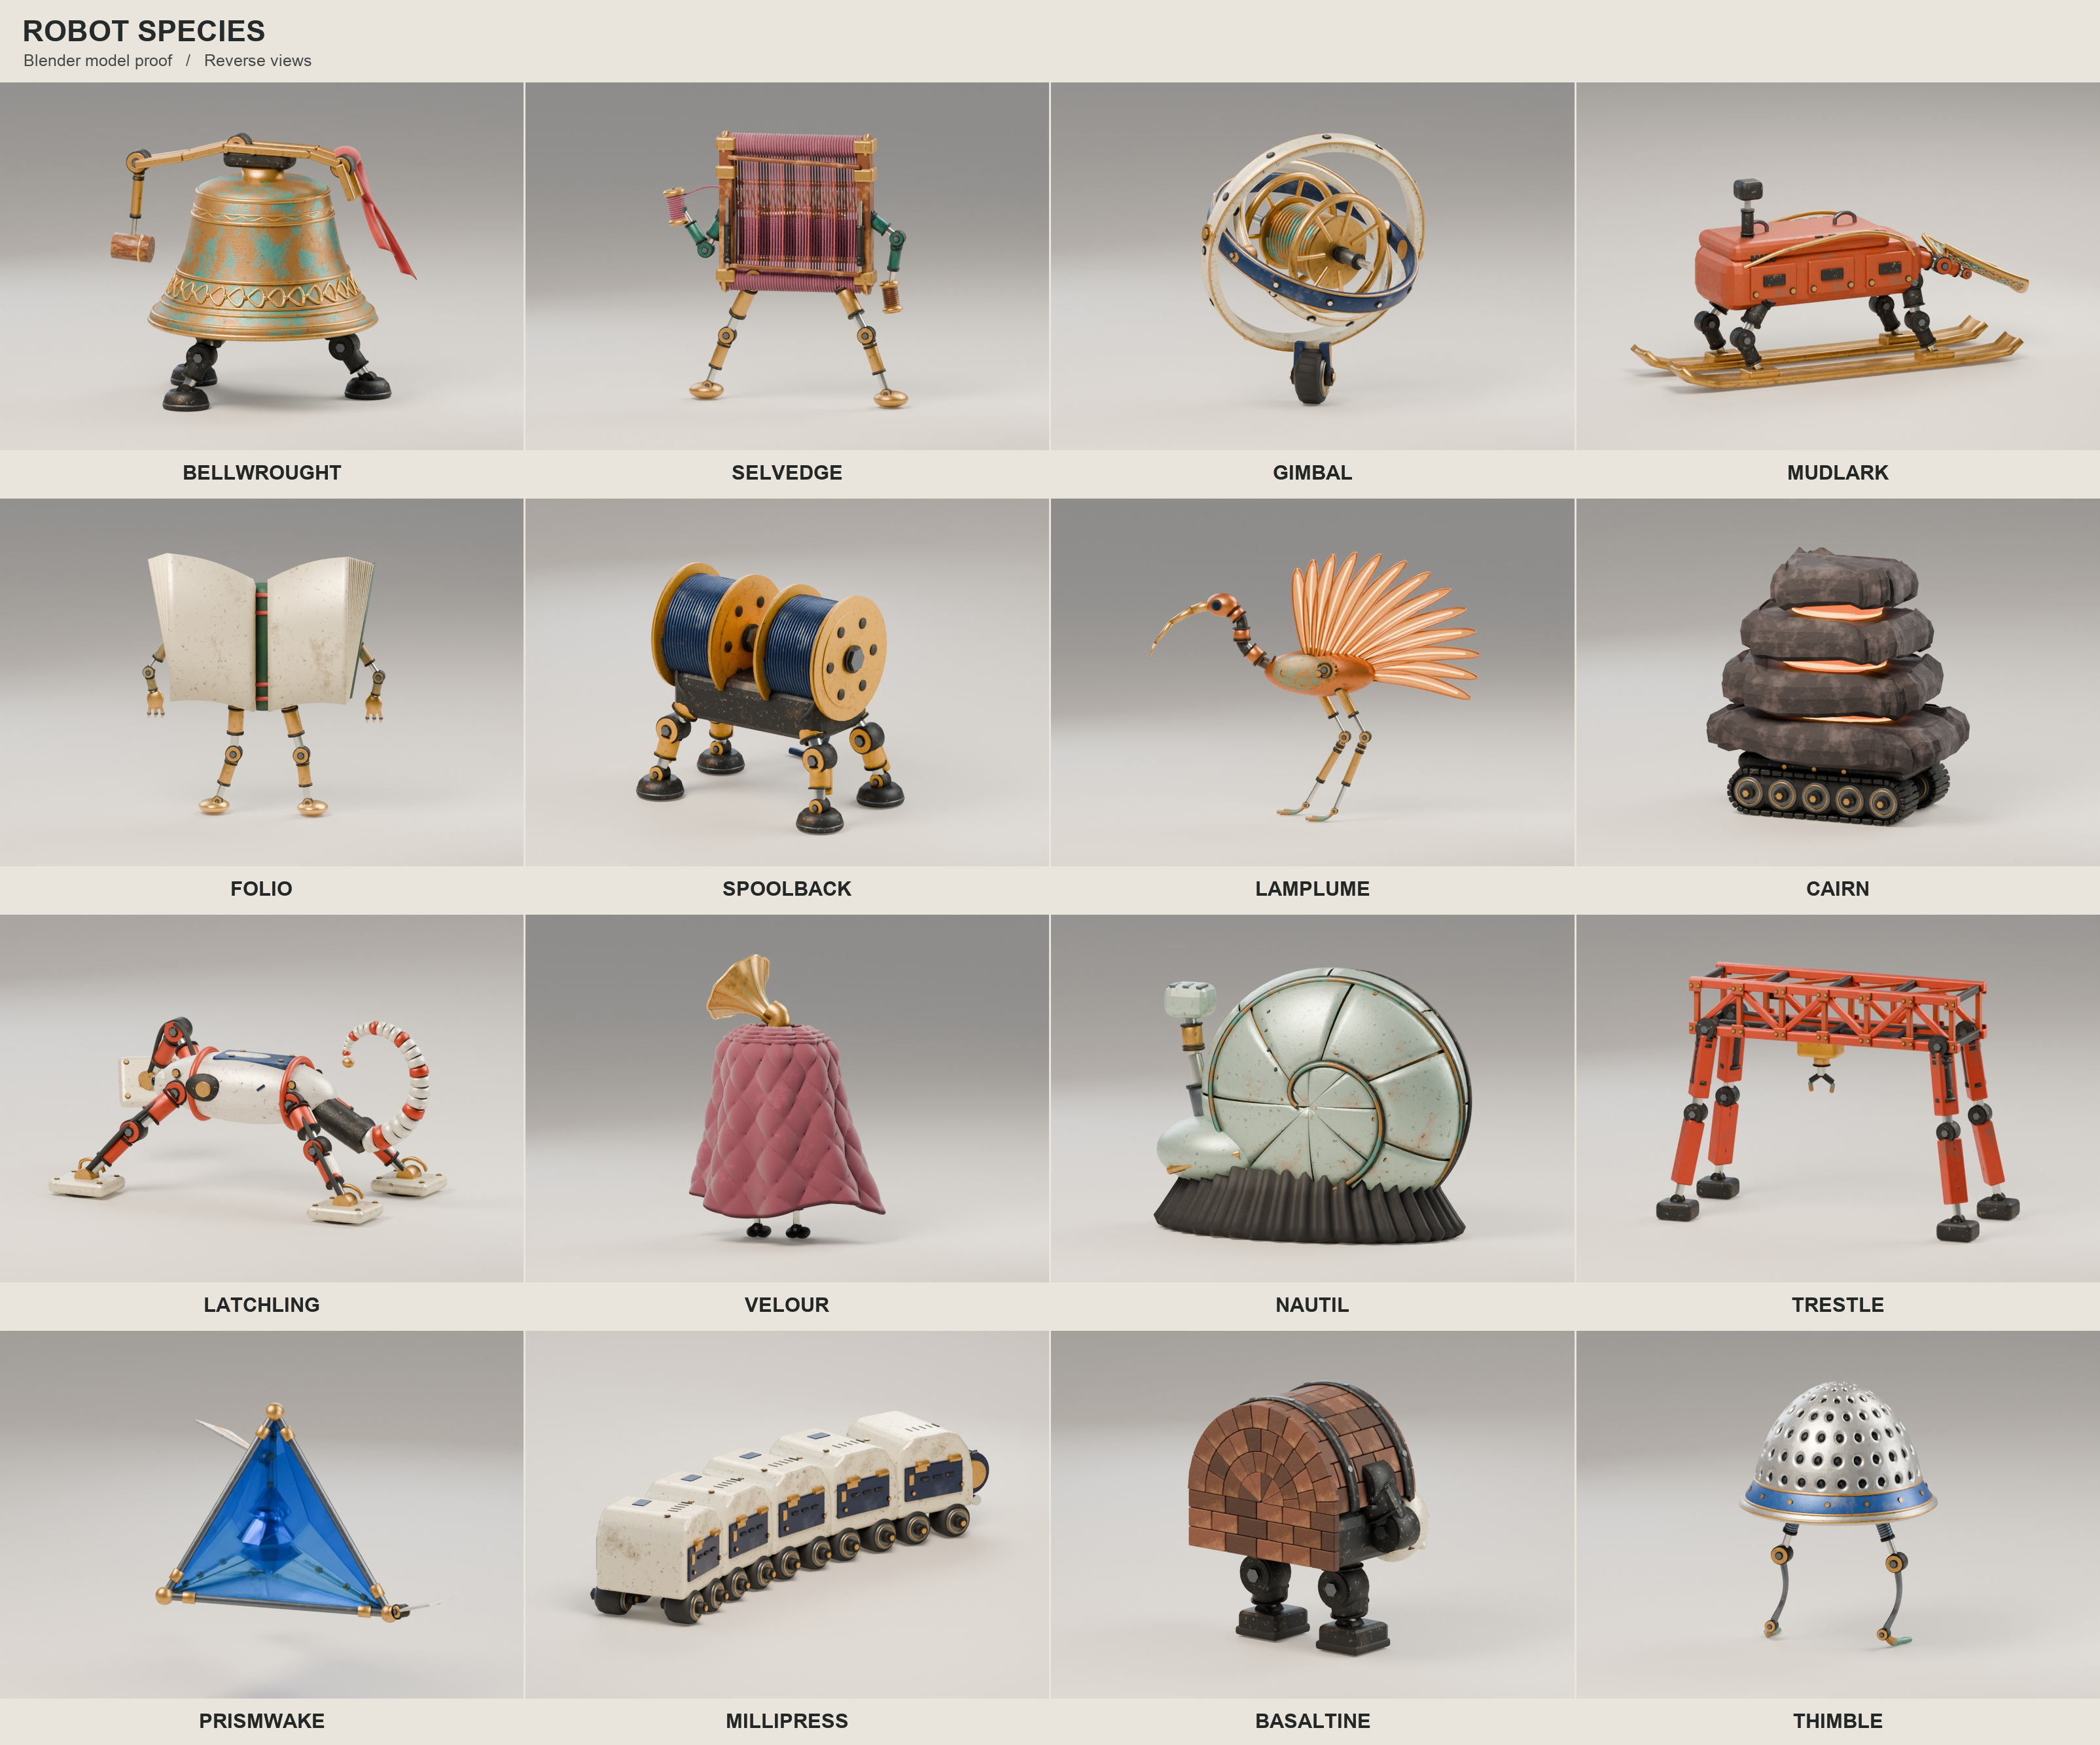 ROBOT SPECIES
Blender model proof / Reverse views
BELLWROUGHT
SELVEDGE
GIMBAL
MUDLARK
FOLIO
SPOOLBACK
LAMPLUME
CAIRN
LATCHLING
VELOUR
NAUTIL
TRESTLE
PRISMWAKE
MILLIPRESS
BASALTINE
THIMBLE